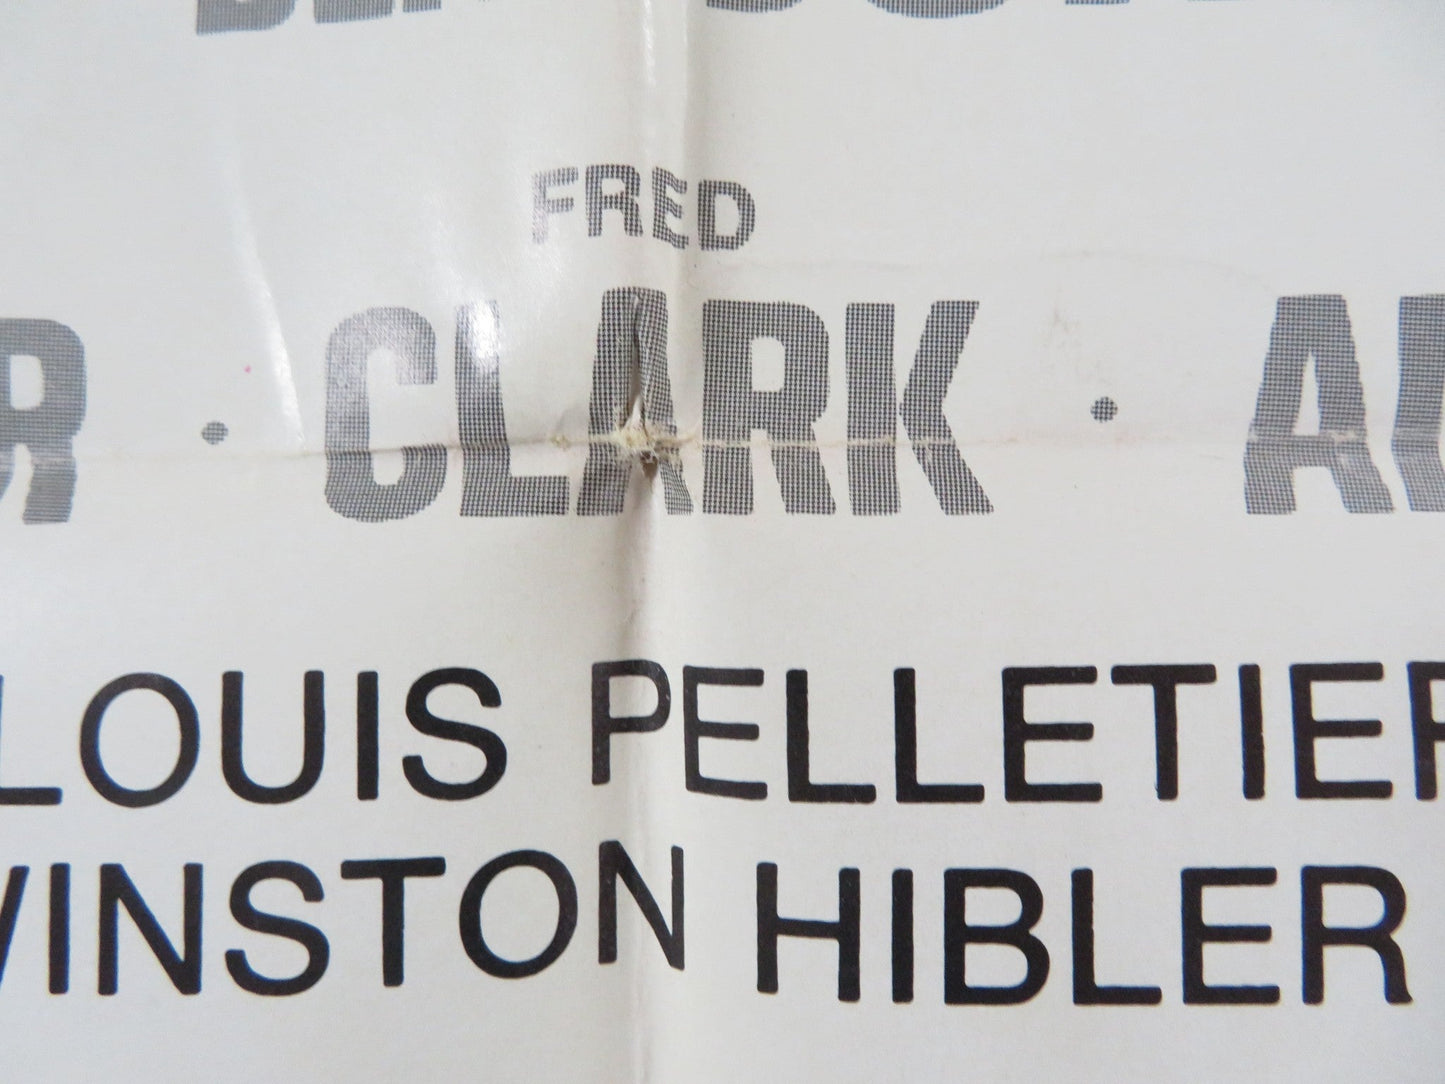 FRED
R · CLARK · A
LOUIS PELLETIER
WINSTON HIBLER